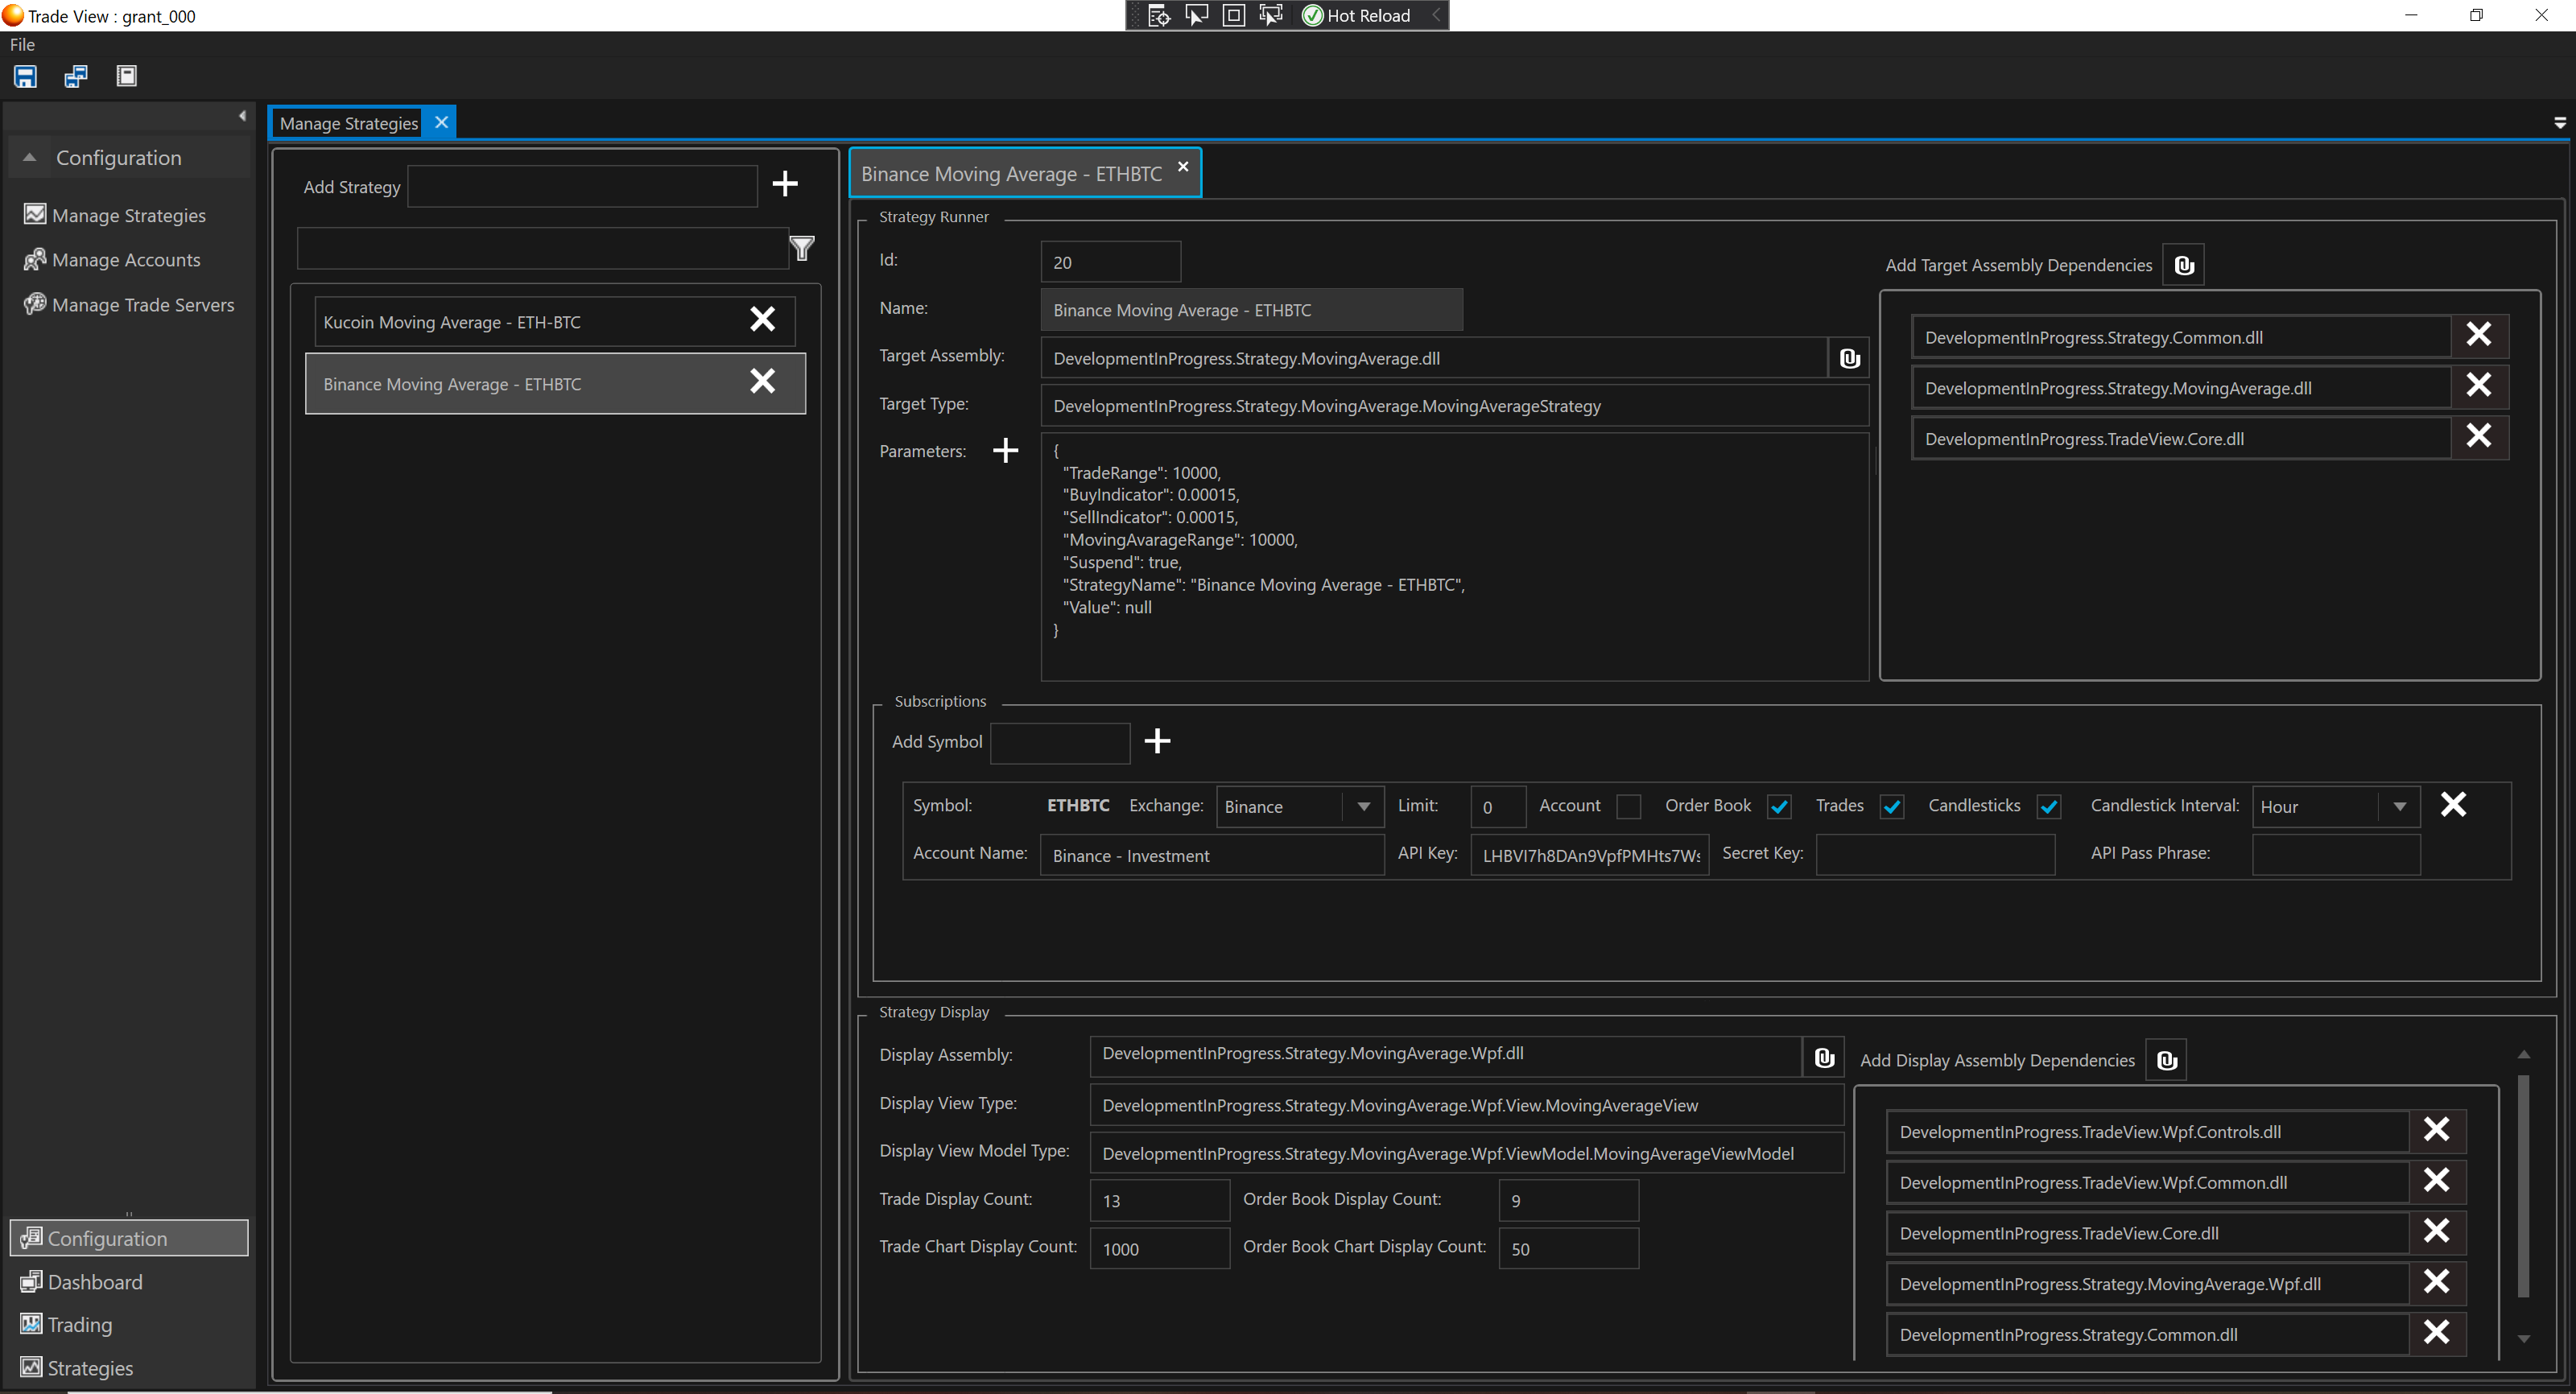 Trade View : grant_000
Hot Reload
File
Configuration
Manage Strategies
Manage Accounts
Manage Trade Servers
Configuration
Dashboard
Trading
Strategies
Manage Strategies
Add Strategy
Kucoin Moving Average - ETH-BTC
Binance Moving Average - ETHBTC
Binance Moving Average - ETHBTC
Strategy Runner
Id: 20
Name: Binance Moving Average - ETHBTC
Target Assembly: DevelopmentInProgress.Strategy.MovingAverage.dll
Target Type: DevelopmentInProgress.Strategy.MovingAverage.MovingAverageStrategy
Parameters:
{
"TradeRange": 10000,
"BuyIndicator": 0.00015,
"SellIndicator": 0.00015,
"MovingAvarageRange": 10000,
"Suspend": true,
"StrategyName": "Binance Moving Average - ETHBTC",
"Value": null
}
Add Target Assembly Dependencies
DevelopmentInProgress.Strategy.Common.dll
DevelopmentInProgress.Strategy.MovingAverage.dll
DevelopmentInProgress.TradeView.Core.dll
Subscriptions
Add Symbol
Symbol: ETHBTC Exchange: Binance Limit: 0 Account Order Book Trades Candlesticks Candlestick Interval: Hour
Account Name: Binance - Investment API Key: LHBVI7h8DAn9VpfPMHts7Ws Secret Key: API Pass Phrase:
Strategy Display
Display Assembly: DevelopmentInProgress.Strategy.MovingAverage.Wpf.dll
Display View Type: DevelopmentInProgress.Strategy.MovingAverage.Wpf.View.MovingAverageView
Display View Model Type: DevelopmentInProgress.Strategy.MovingAverage.Wpf.ViewModel.MovingAverageViewModel
Trade Display Count: 13 Order Book Display Count: 9
Trade Chart Display Count: 1000 Order Book Chart Display Count: 50
Add Display Assembly Dependencies
DevelopmentInProgress.TradeView.Wpf.Controls.dll
DevelopmentInProgress.TradeView.Wpf.Common.dll
DevelopmentInProgress.TradeView.Core.dll
DevelopmentInProgress.Strategy.MovingAverage.Wpf.dll
DevelopmentInProgress.Strategy.Common.dll